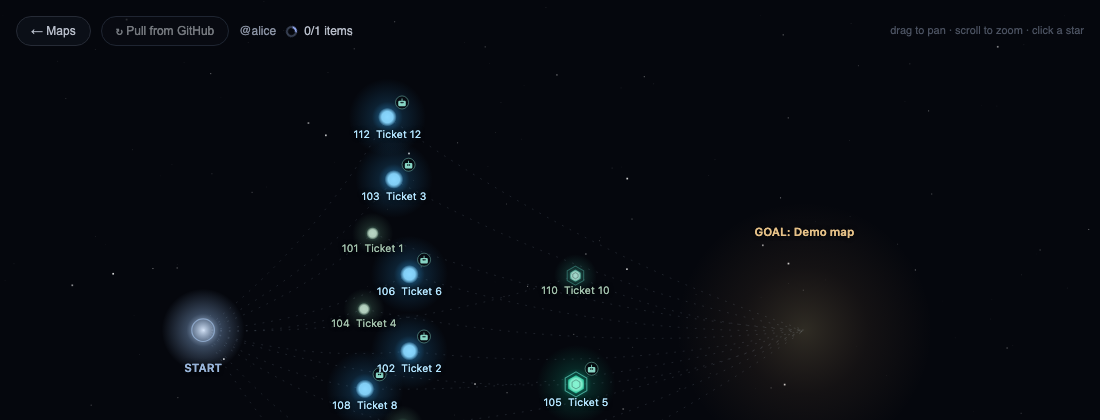 ← Maps
↻ Pull from GitHub
@alice
0/1 items
drag to pan · scroll to zoom · click a star
112 Ticket 12
103 Ticket 3
GOAL: Demo map
101 Ticket 1
106 Ticket 6
110 Ticket 10
104 Ticket 4
START
102 Ticket 2
108 Ticket 8
105 Ticket 5